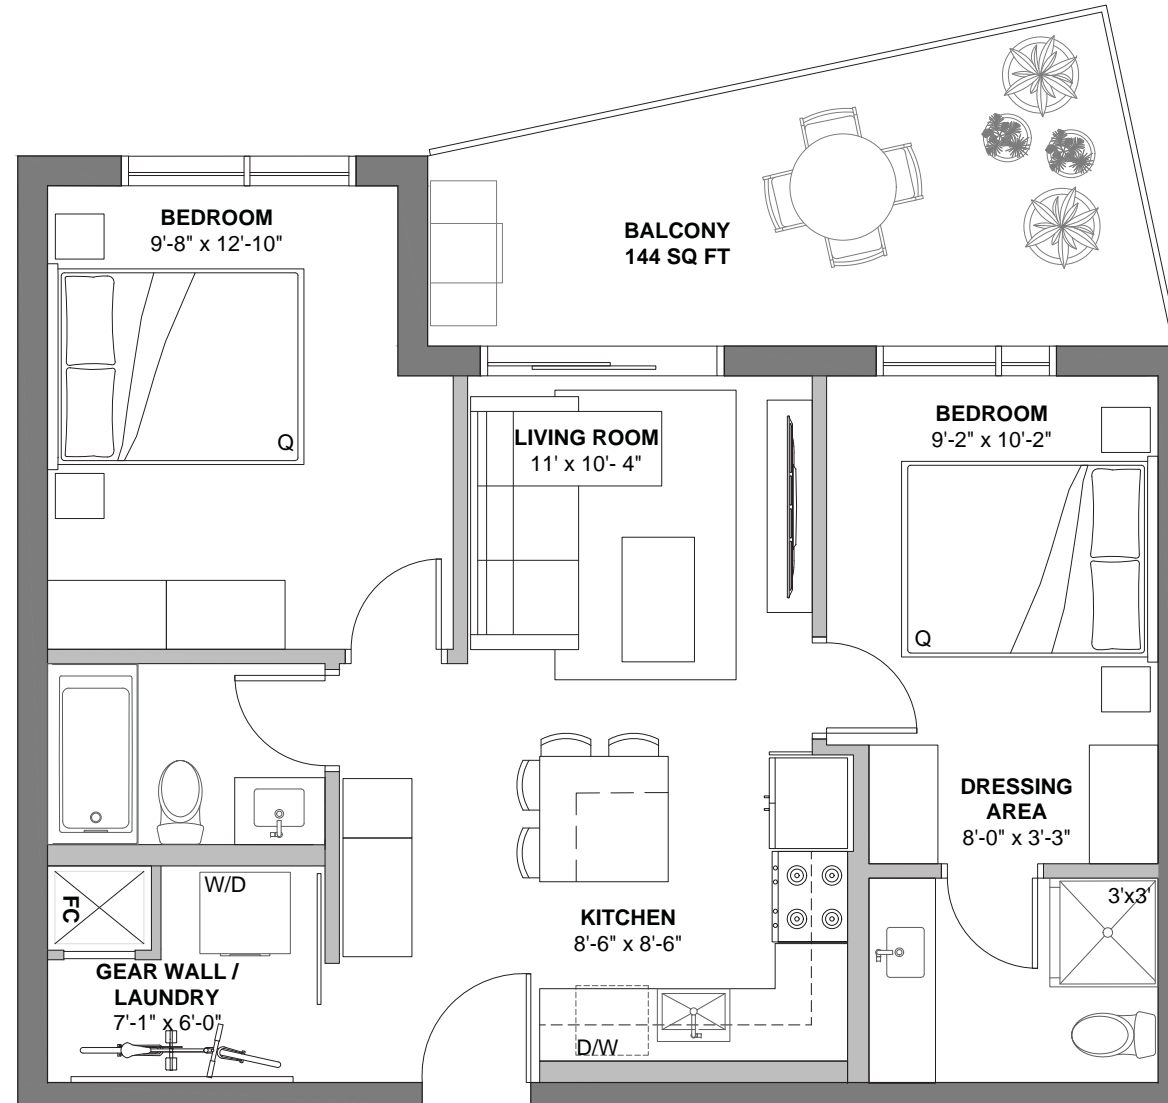 BEDROOM
9'-8" x 12'-10"
BALCONY
144 SQ FT
Q
LIVING ROOM
11' x 10'- 4"
BEDROOM
9'-2" x 10'-2"
Q
DRESSING
AREA
8'-0" x 3'-3"
W/D
FC
3'x3'
KITCHEN
8'-6" x 8'-6"
GEAR WALL /
LAUNDRY
7'-1" x 6'-0"
D/W